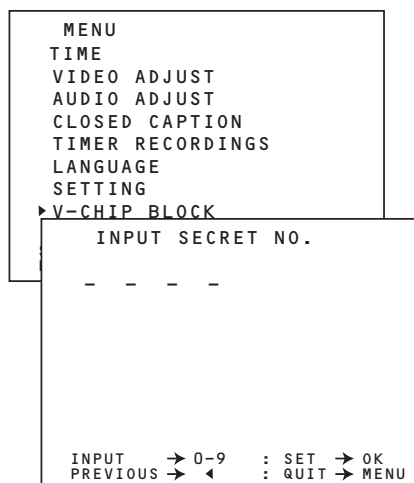 MENU
TIME
VIDEO ADJUST
AUDIO ADJUST
CLOSED CAPTION
TIMER RECORDINGS
LANGUAGE
SETTING
▶V-CHIP BLOCK
INPUT SECRET NO.
– – – –
INPUT → 0–9 : SET → OK
PREVIOUS → ◀ : QUIT → MENU